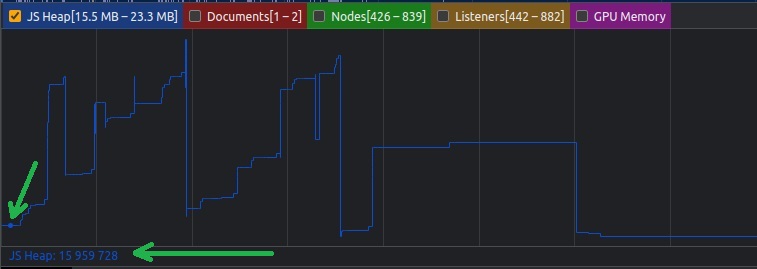 JS Heap[15.5 MB – 23.3 MB] Documents[1 – 2] Nodes[426 – 839] Listeners[442 – 882] GPU Memory
JS Heap: 15 959 728